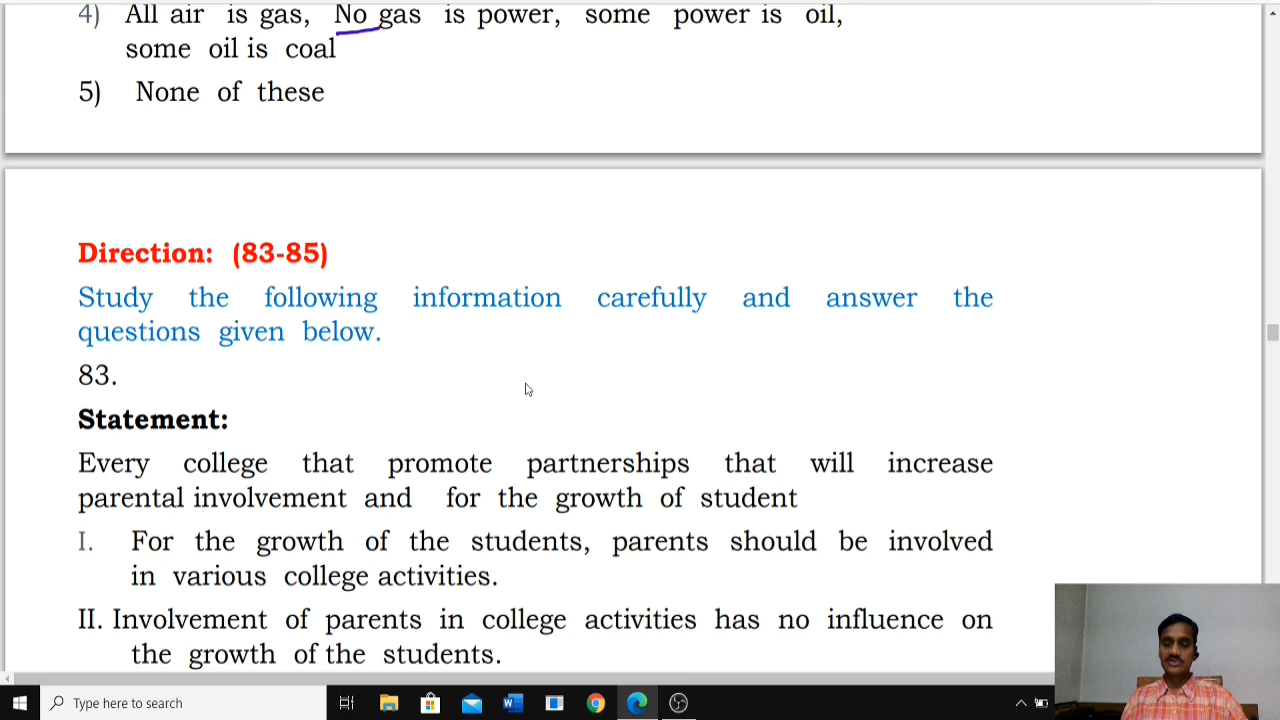 4) All air is gas, No gas is power, some power is oil,
some oil is coal
5) None of these
Direction: (83-85)
Study the following information carefully and answer the
questions given below.
83.
Statement:
Every college that promote partnerships that will increase
parental involvement and for the growth of student
I. For the growth of the students, parents should be involved
in various college activities.
II. Involvement of parents in college activities has no influence on
the growth of the students.
Type here to search